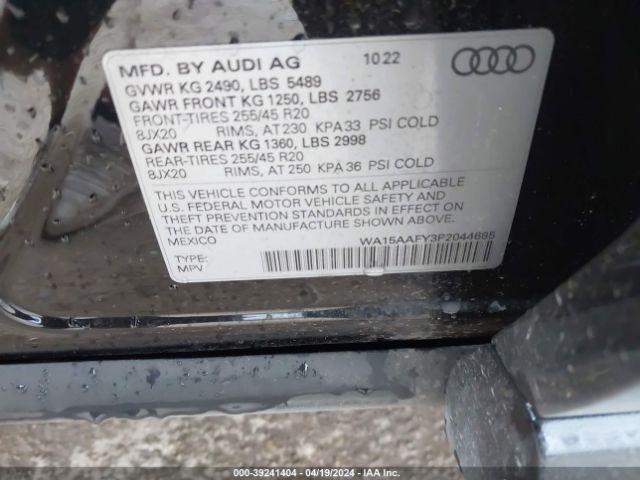 MFD. BY AUDI AG 10 22
GVWR KG 2490, LBS 5489
GAWR FRONT KG 1250, LBS 2756
FRONT-TIRES 255/45 R20
8JX20 RIMS, AT 230 KPA 33 PSI COLD
GAWR REAR KG 1360, LBS 2998
REAR-TIRES 255/45 R20
8JX20 RIMS, AT 250 KPA 36 PSI COLD
THIS VEHICLE CONFORMS TO ALL APPLICABLE
U.S. FEDERAL MOTOR VEHICLE SAFETY AND
THEFT PREVENTION STANDARDS IN EFFECT ON
THE DATE OF MANUFACTURE SHOWN ABOVE.
MEXICO WA15AAFY3P2044685
TYPE:
MPV
000-39241404 / 04/19/2024 / IAA Inc.